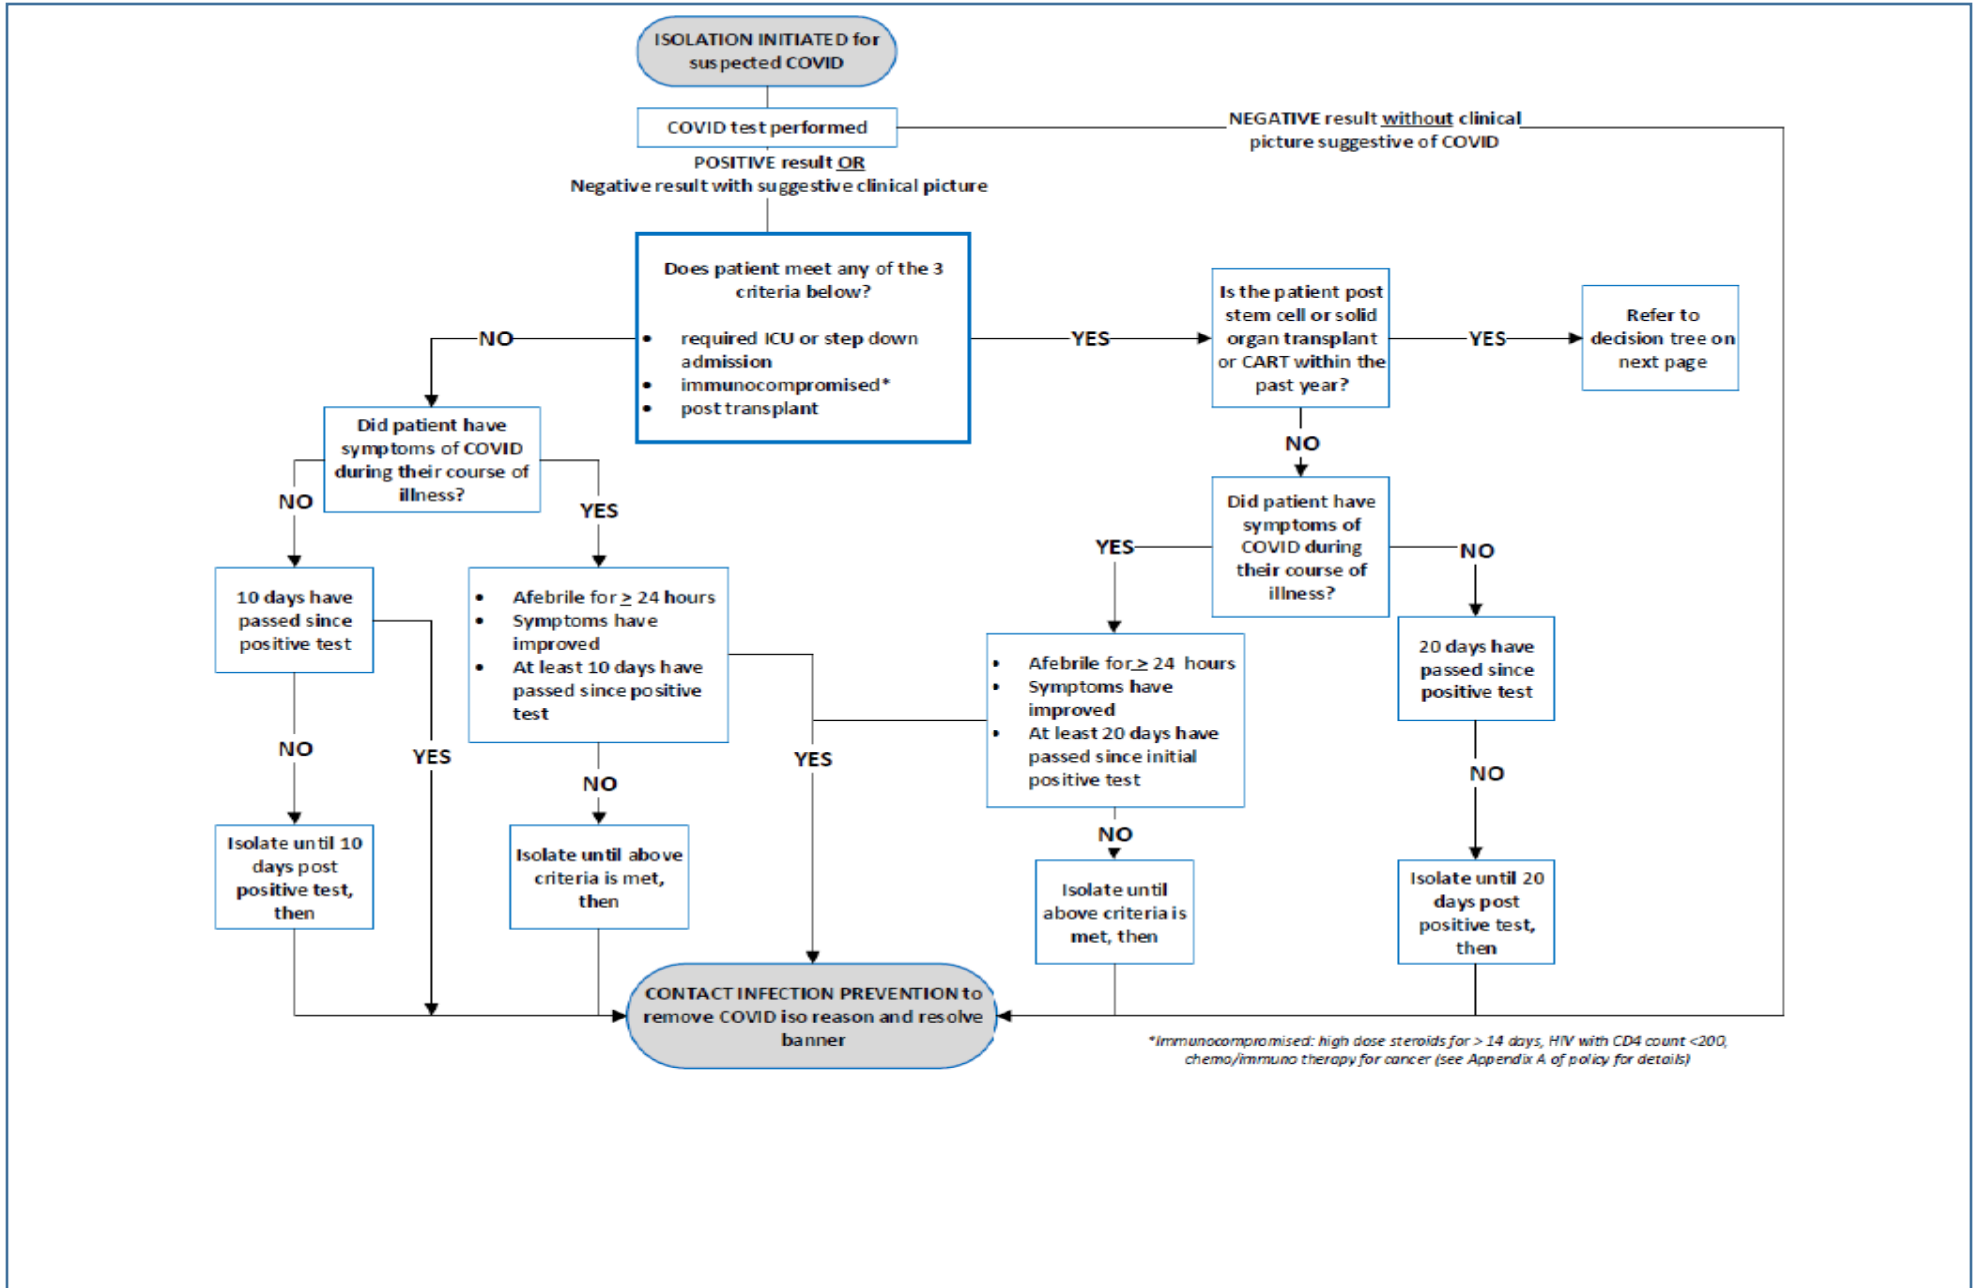 ISOLATION INITIATED for
suspected COVID
COVID test performed
NEGATIVE result without clinical
picture suggestive of COVID
POSITIVE result OR
Negative result with suggestive clinical picture
Does patient meet any of the 3
criteria below?
• required ICU or step down
admission
• immunocompromised*
• post transplant
NO
YES
Is the patient post
stem cell or solid
organ transplant
or CART within the
past year?
YES
Refer to
decision tree on
next page
Did patient have
symptoms of COVID
during their course of
illness?
NO
YES
NO
Did patient have
symptoms of
COVID during
their course of
illness?
YES
NO
10 days have
passed since
positive test
• Afebrile for ≥ 24 hours
• Symptoms have
improved
• At least 10 days have
passed since positive
test
• Afebrile for ≥ 24 hours
• Symptoms have
improved
• At least 20 days have
passed since initial
positive test
20 days have
passed since
positive test
NO
YES
NO
YES
NO
NO
Isolate until 10
days post
positive test,
then
Isolate until above
criteria is met,
then
Isolate until
above criteria is
met, then
Isolate until 20
days post
positive test,
then
CONTACT INFECTION PREVENTION to
remove COVID iso reason and resolve
banner
*Immunocompromised: high dose steroids for > 14 days, HIV with CD4 count <200,
chemo/immuno therapy for cancer (see Appendix A of policy for details)